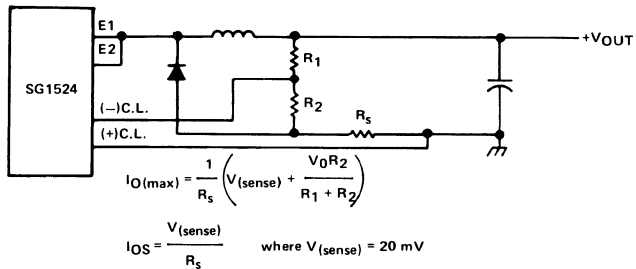 E1
E2
SG1524
(−)C.L.
(+)C.L.
R1
R2
Rs
+VOUT
IO(max) = 1/Rs (V(sense) + V0R2/R1 + R2)
IOS = V(sense)/Rs where V(sense) = 20 mV